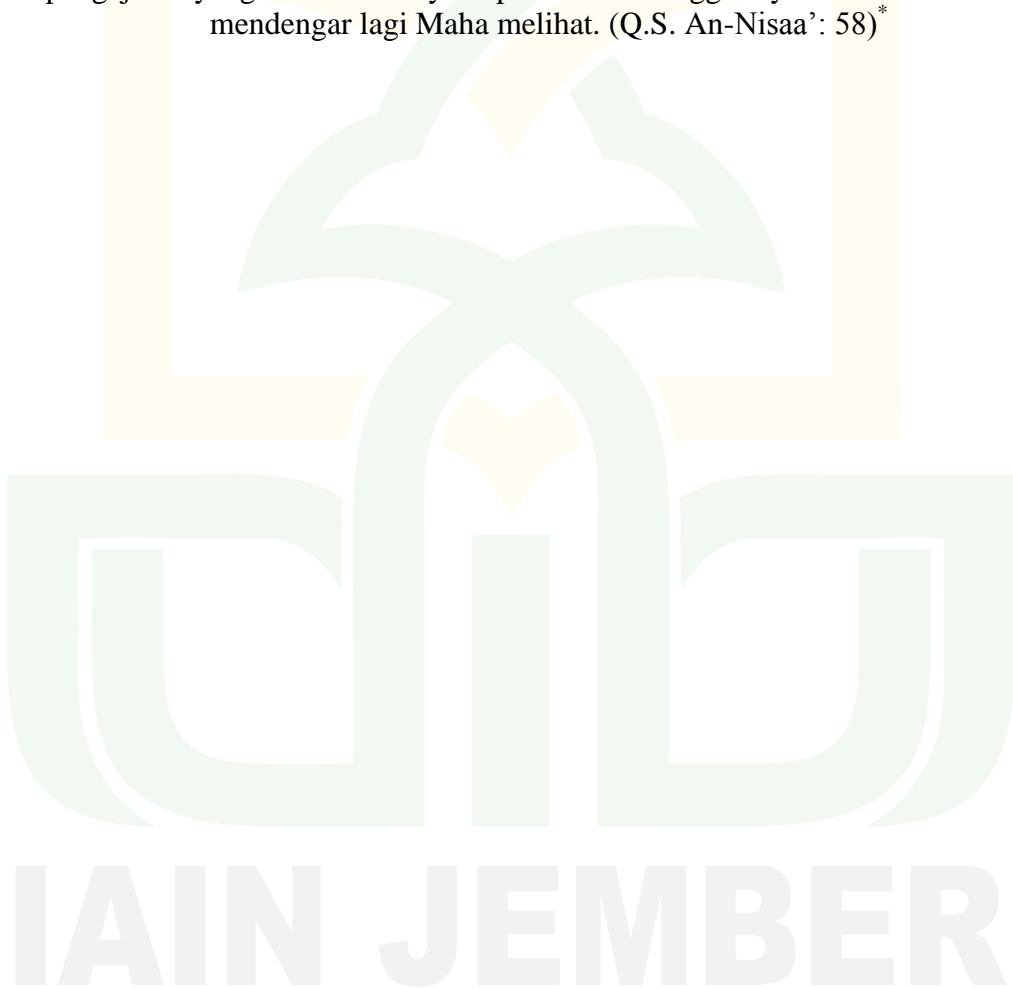 mendengar lagi Maha melihat. (Q.S. An-Nisaa’: 58)*
IAIN JEMBER